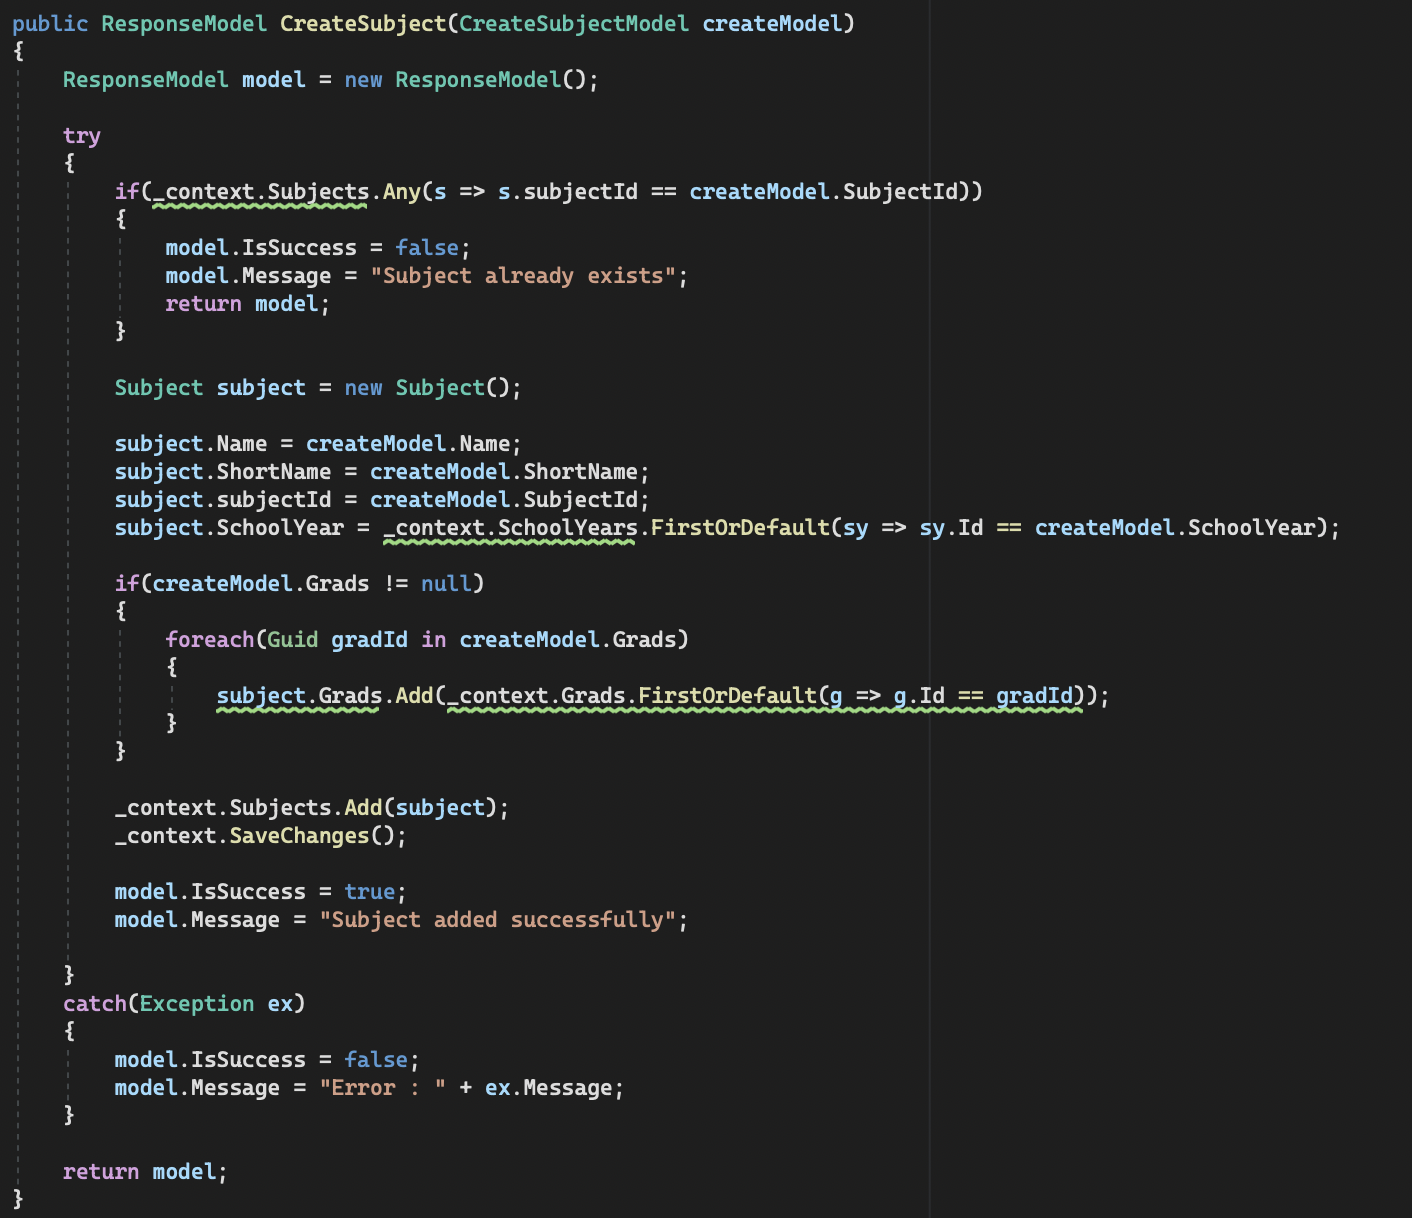 public ResponseModel CreateSubject(CreateSubjectModel createModel)
{
    ResponseModel model = new ResponseModel();

    try
    {
        if(_context.Subjects.Any(s => s.subjectId == createModel.SubjectId))
        {
            model.IsSuccess = false;
            model.Message = "Subject already exists";
            return model;
        }

        Subject subject = new Subject();

        subject.Name = createModel.Name;
        subject.ShortName = createModel.ShortName;
        subject.subjectId = createModel.SubjectId;
        subject.SchoolYear = _context.SchoolYears.FirstOrDefault(sy => sy.Id == createModel.SchoolYear);

        if(createModel.Grads != null)
        {
            foreach(Guid gradId in createModel.Grads)
            {
                subject.Grads.Add(_context.Grads.FirstOrDefault(g => g.Id == gradId));
            }
        }

        _context.Subjects.Add(subject);
        _context.SaveChanges();

        model.IsSuccess = true;
        model.Message = "Subject added successfully";

    }
    catch(Exception ex)
    {
        model.IsSuccess = false;
        model.Message = "Error : " + ex.Message;
    }

    return model;
}